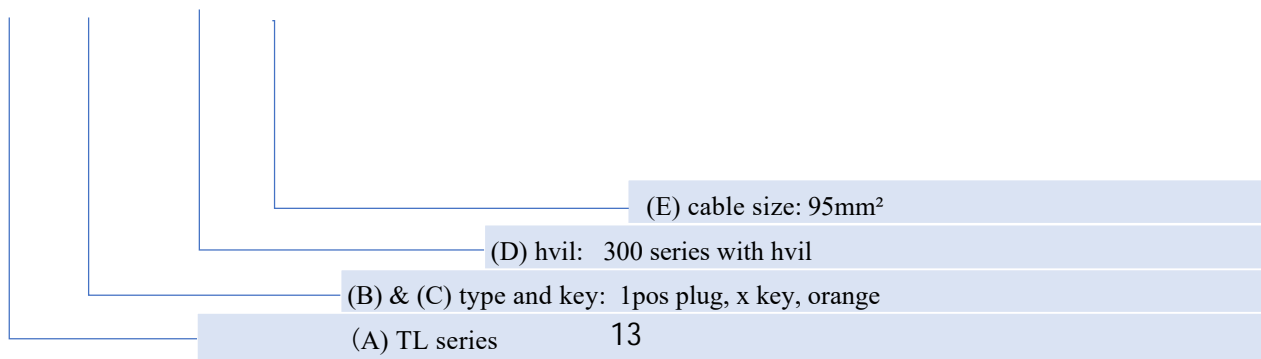 (E) cable size: 95mm²
(D) hvil: 300 series with hvil
(B) & (C) type and key: 1pos plug, x key, orange
(A) TL series 13